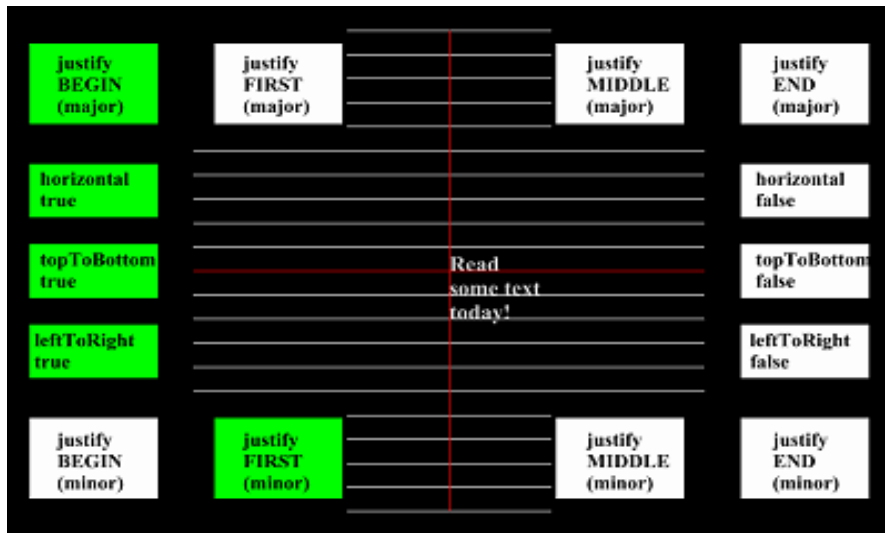 justify
BEGIN
(major)
justify
FIRST
(major)
justify
MIDDLE
(major)
justify
END
(major)
horizontal
true
horizontal
false
topToBottom
true
topToBottom
false
Read
some text
today!
leftToRight
true
leftToRight
false
justify
BEGIN
(minor)
justify
FIRST
(minor)
justify
MIDDLE
(minor)
justify
END
(minor)